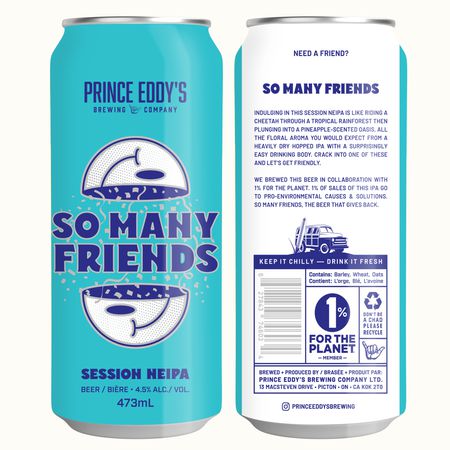 PRINCE EDDY'S
BREWING COMPANY
SO MANY
FRIENDS
SESSION NEIPA
BEER / BIÈRE • 4.5% ALC./ VOL.
473mL
NEED A FRIEND?
SO MANY FRIENDS
INDULGING IN THIS SESSION NEIPA IS LIKE RIDING A
CHEETAH THROUGH A TROPICAL RAINFOREST THEN
PLUNGING INTO A PINEAPPLE-SCENTED OASIS. ALL
THE FLORAL AROMA YOU WOULD EXPECT FROM A
HEAVILY DRY HOPPED IPA WITH A SURPRISINGLY
EASY DRINKING BODY. CRACK INTO ONE OF THESE
AND LET'S GET FRIENDLY.
WE BREWED THIS BEER IN COLLABORATION WITH
1% FOR THE PLANET. 1% OF SALES OF THIS IPA GO
TO PRO-ENVIRONMENTAL CAUSES & SOLUTIONS.
SO MANY FRIENDS, THE BEER THAT GIVES BACK.
KEEP IT CHILLY — DRINK IT FRESH
Contains: Barley, Wheat, Oats
Contient: L'orge, Blé, L'avoine
1%
FOR THE
PLANET
— MEMBER —
DON'T BE
A CHAD
PLEASE
RECYCLE
BREWED • PRODUCED BY / BRASÉE • PRODUIT PAR:
PRINCE EDDY'S BREWING COMPANY LTD.
13 MACSTEVEN DRIVE • PICTON • ON • CA K0K 2T0
PRINCEEDDYSBREWING